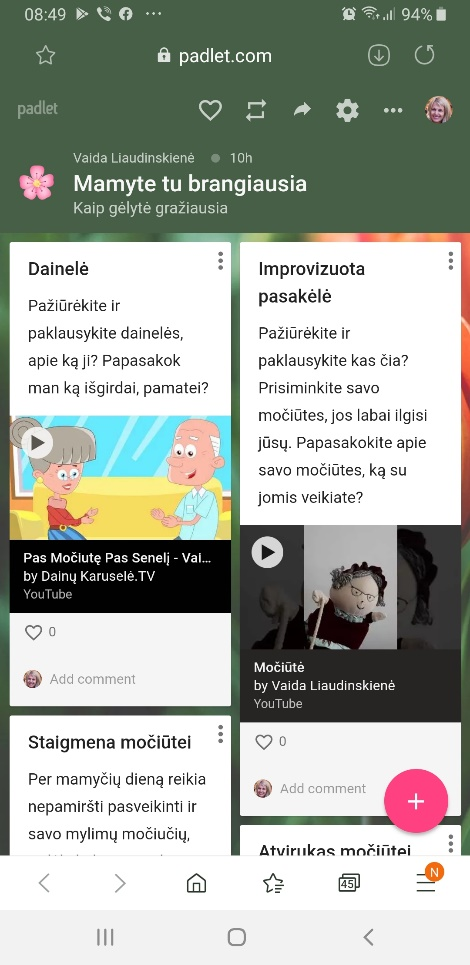 08:49
94%
padlet.com
padlet
Vaida Liaudinskienė
10h
Mamyte tu brangiausia
Kaip gėlytė gražiausia
Dainelė
Pažiūrėkite ir
paklausykite dainelės,
apie ką ji? Papasakok
man ką išgirdai, pamatei?
Pas Močiutę Pas Senelį - Vai...
by Dainų Karuselė.TV
YouTube
0
Add comment
Staigmena močiutei
Per mamyčių dieną reikia
nepamiršti pasveikinti ir
savo mylimų močiučių,
Improvizuota
pasakėlė
Pažiūrėkite ir
paklausykite kas čia?
Prisiminkite savo
močiutes, jos labai ilgisi
jūsų. Papasakokite apie
savo močiutes, ką su
jomis veikiate?
Močiūtė
by Vaida Liaudinskienė
YouTube
0
Add comment
Atvirukas močiutei
45
N